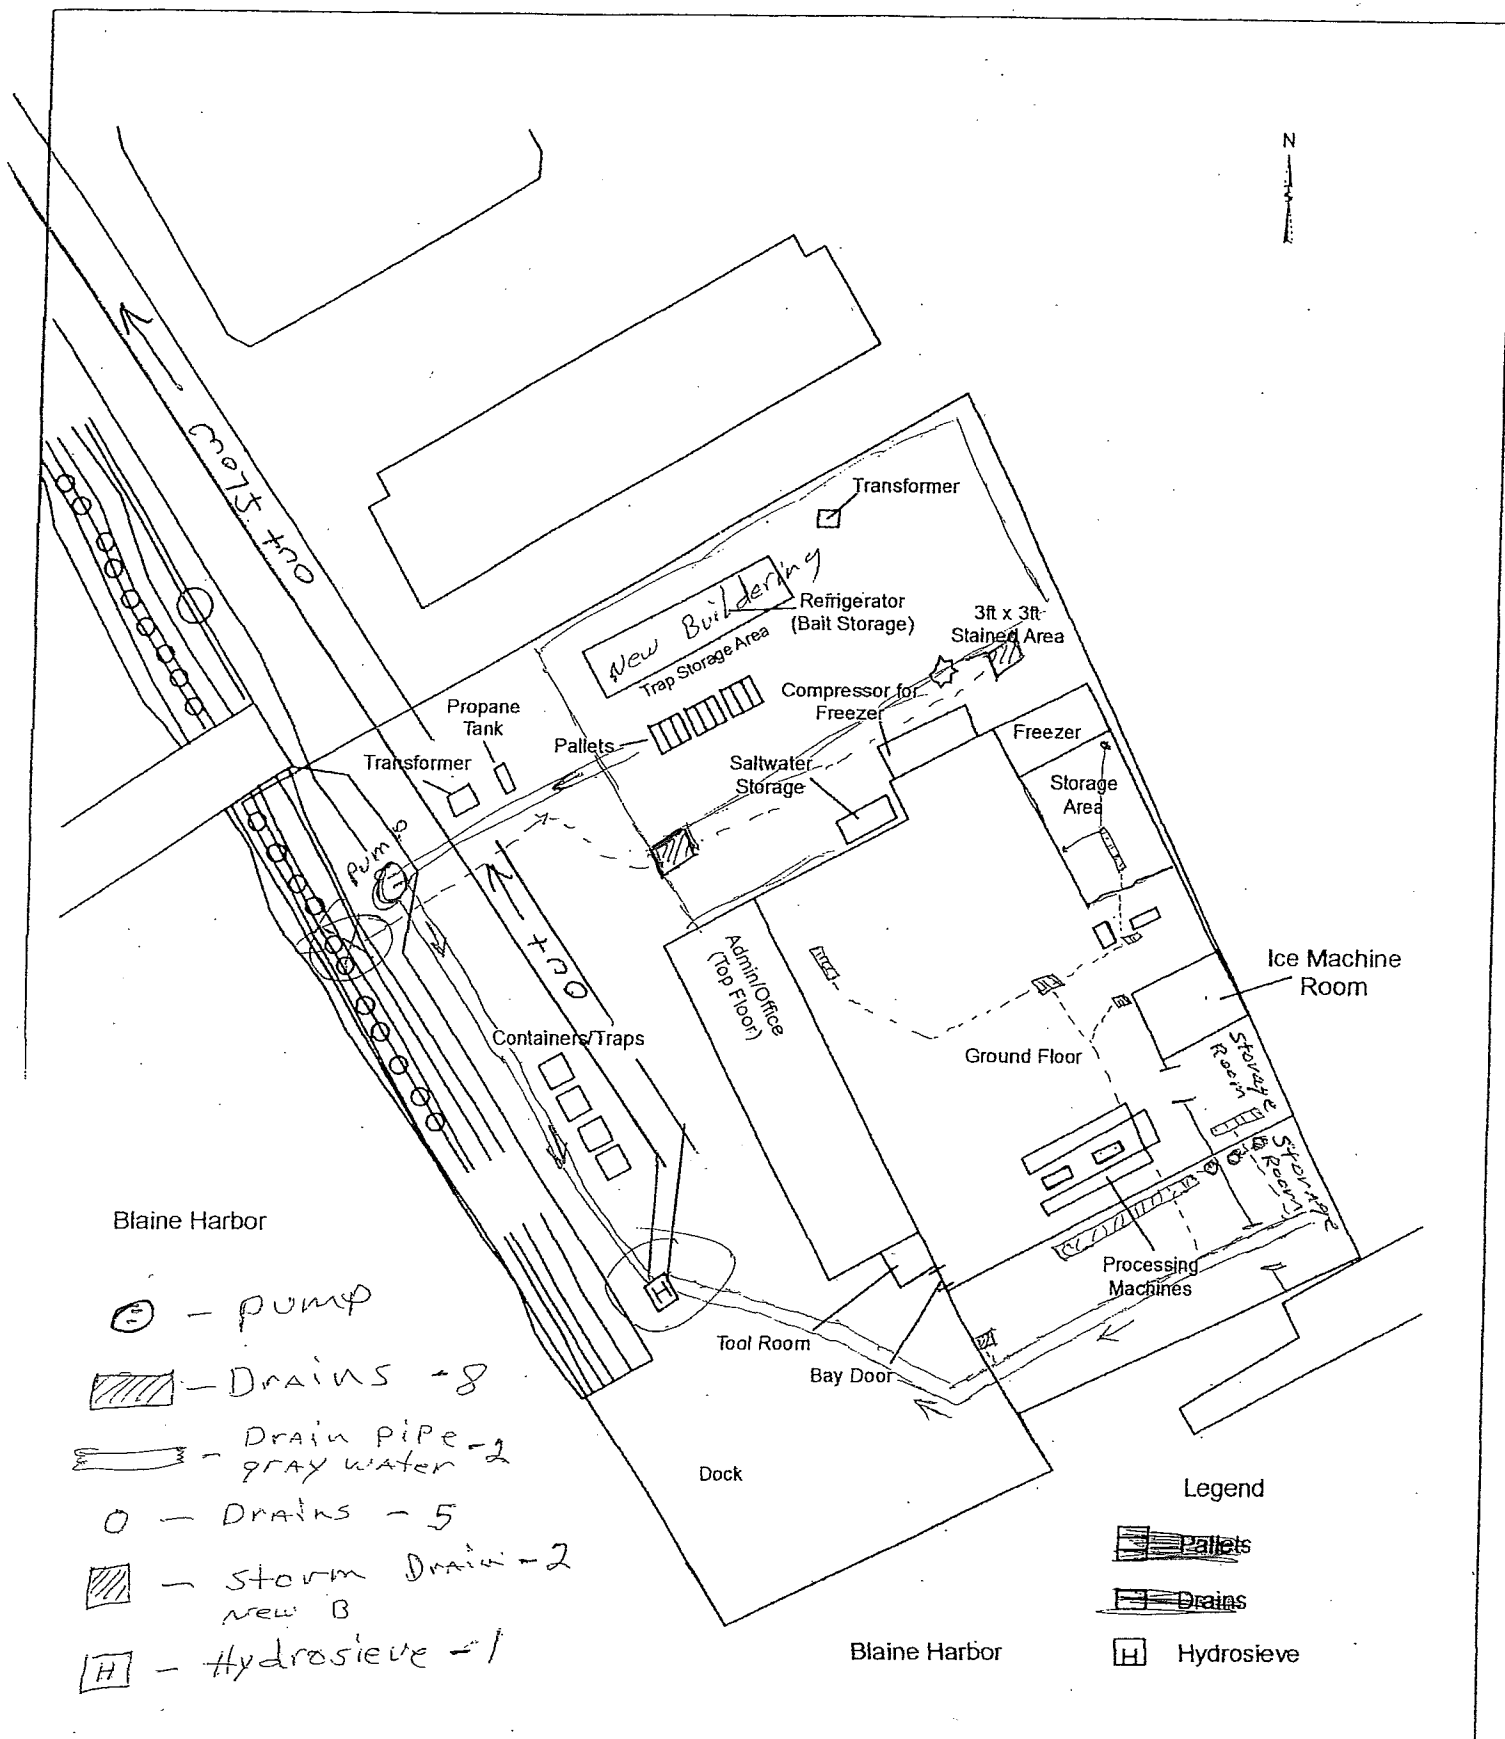 N
out flow
Transformer
New Buildering
Refrigerator
(Bait Storage)
Trap Storage Area
3ft x 3ft
Stained Area
Propane
Tank
Pallets
Compressor for
Freezer
Freezer
Transformer
Saltwater
Storage
Storage
Area
Pump
out
Admin/Office
(Top Floor)
Ice Machine
Room
Containers/Traps
Ground Floor
Storage
Room
Storage
Room
Blaine Harbor
Processing
Machines
H
Tool Room
Bay Door
Dock
- Pump
- Drains - 8
- Drain pipe - 2
gray water
O - Drains - 5
- Storm Drain - 2
New B
H - Hydrosieve - 1
Legend
Pallets
Drains
H Hydrosieve
Blaine Harbor